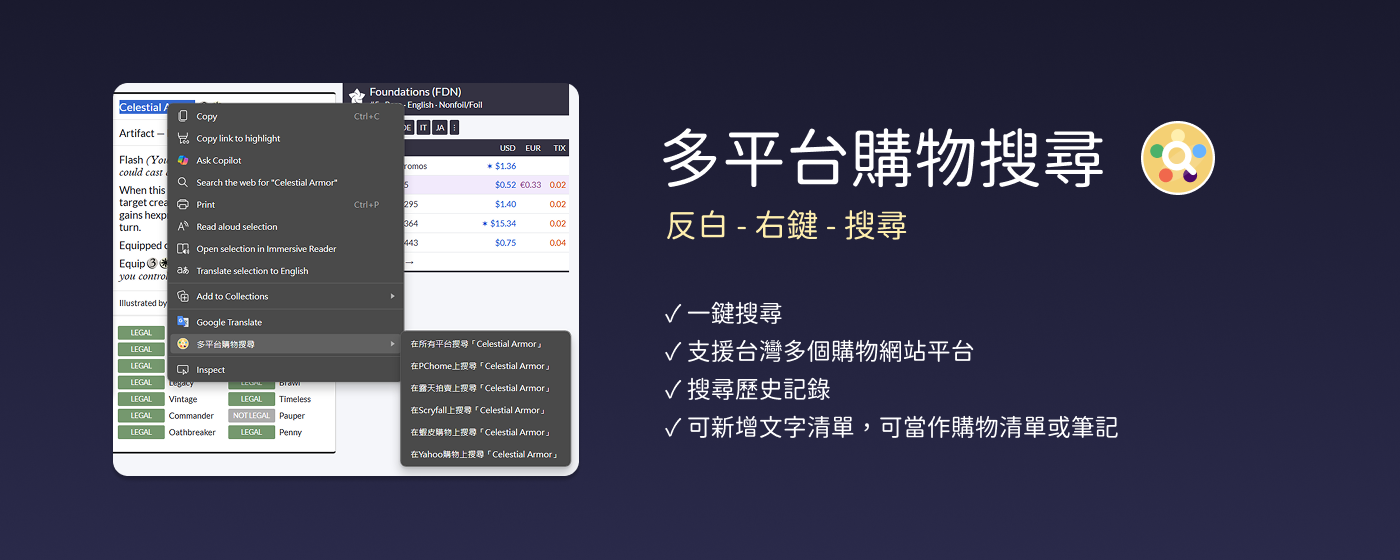 Celestial A
Artifact —
Flash (You
could cast
When this
target crea
gains hexp
turn.
Equipped
Equip
you contro
Illustrated by
LEGAL
LEGAL
LEGAL
LEGAL Legacy LEGAL Brawl
LEGAL Vintage LEGAL Timeless
LEGAL Commander NOT LEGAL Pauper
LEGAL Oathbreaker LEGAL Penny
Foundations (FDN)
English · Nonfoil/Foil
DE IT JA
USD EUR TIX
romos ✶ $1.36
5 $0.52 €0.33 0.02
295 $1.40 0.02
364 ✶ $15.34 0.02
443 $0.75 0.04
→
Copy Ctrl+C
Copy link to highlight
Ask Copilot
Search the web for "Celestial Armor"
Print Ctrl+P
Read aloud selection
Open selection in Immersive Reader
Translate selection to English
Add to Collections
Google Translate
多平台購物搜尋
Inspect
在所有平台搜尋「Celestial Armor」
在PChome上搜尋「Celestial Armor」
在露天拍賣上搜尋「Celestial Armor」
在Scryfall上搜尋「Celestial Armor」
在蝦皮購物上搜尋「Celestial Armor」
在Yahoo購物上搜尋「Celestial Armor」
多平台購物搜尋
反白 - 右鍵 - 搜尋
✓ 一鍵搜尋
✓ 支援台灣多個購物網站平台
✓ 搜尋歷史記錄
✓ 可新增文字清單，可當作購物清單或筆記